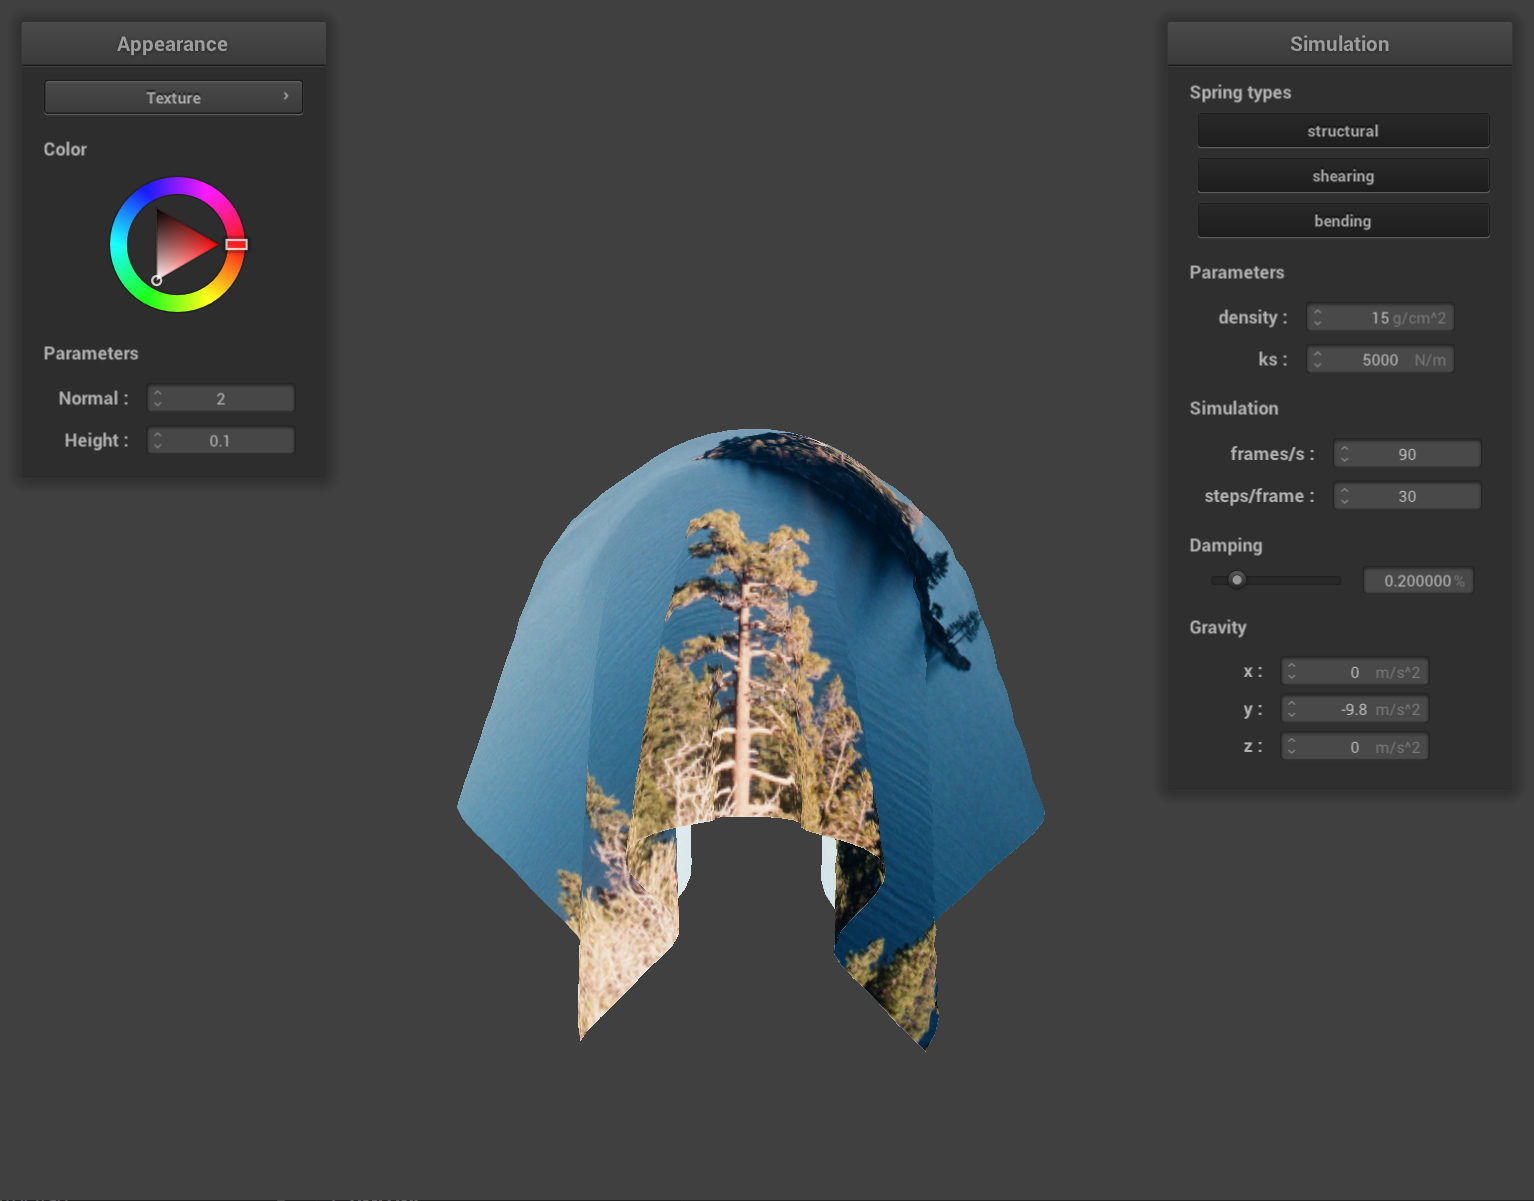 Appearance
Texture
Color
Parameters
Normal : 2
Height : 0.1
Simulation
Spring types
structural
shearing
bending
Parameters
density : 15 g/cm^2
ks : 5000 N/m
Simulation
frames/s : 90
steps/frame : 30
Damping
0.200000 %
Gravity
x : 0 m/s^2
y : -9.8 m/s^2
z : 0 m/s^2